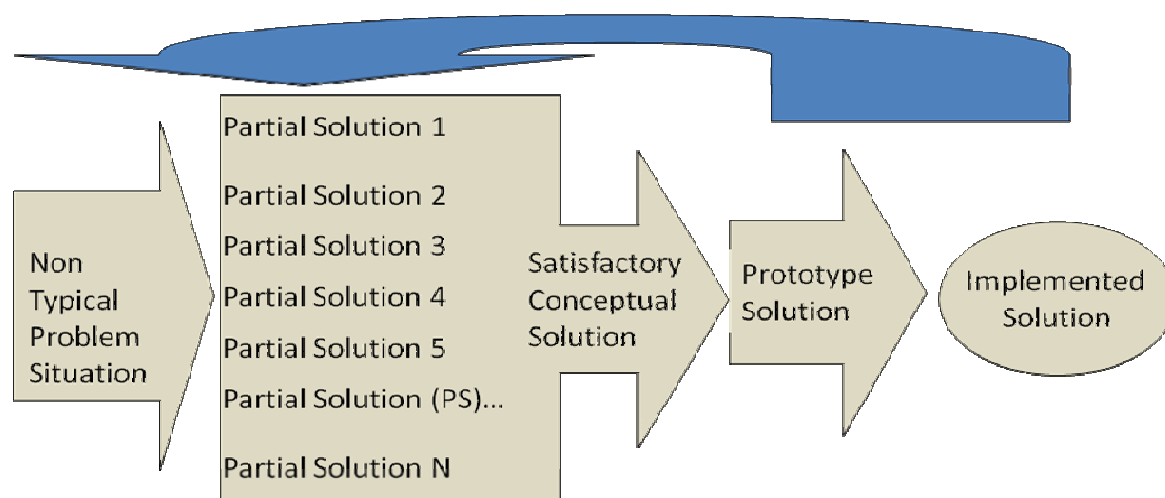 Non
Typical
Problem
Situation
Partial Solution 1
Partial Solution 2
Partial Solution 3
Partial Solution 4
Partial Solution 5
Partial Solution (PS)...
Partial Solution N
Satisfactory
Conceptual
Solution
Prototype
Solution
Implemented
Solution